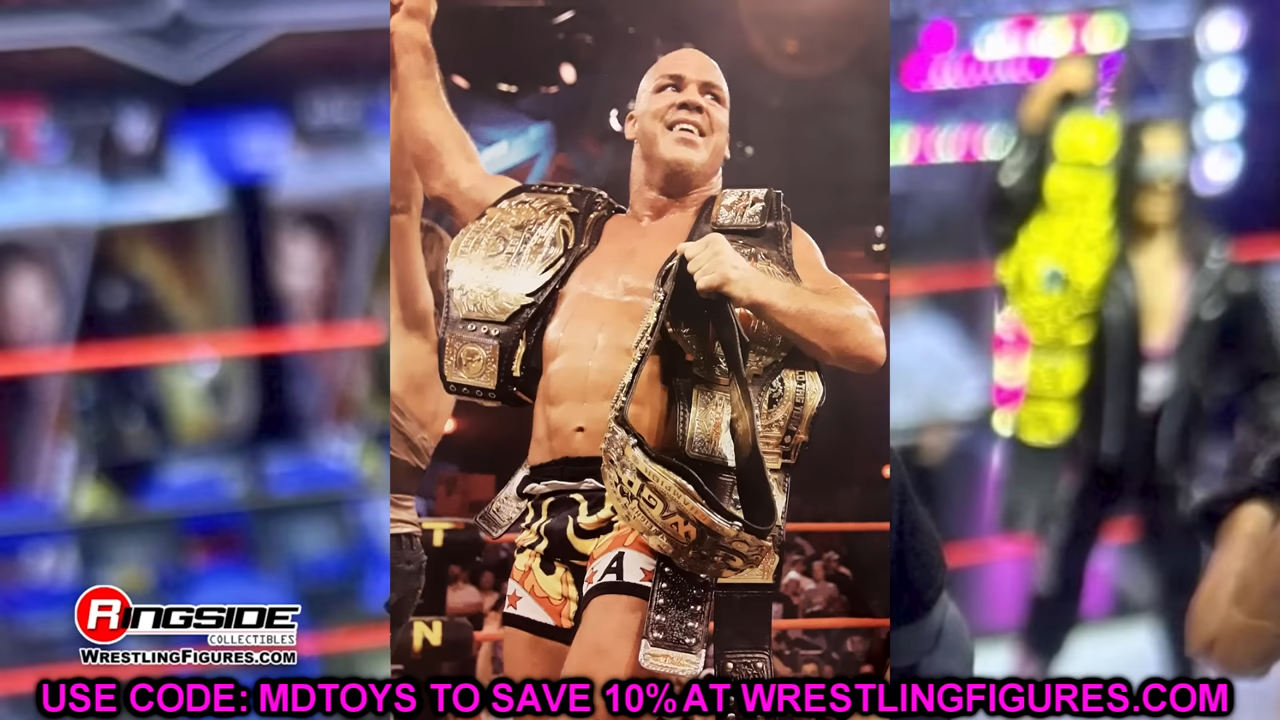 T
N
A
RINGSIDE
COLLECTIBLES
WRESTLINGFIGURES.COM
USE CODE: MDTOYS TO SAVE 10% AT WRESTLINGFIGURES.COM